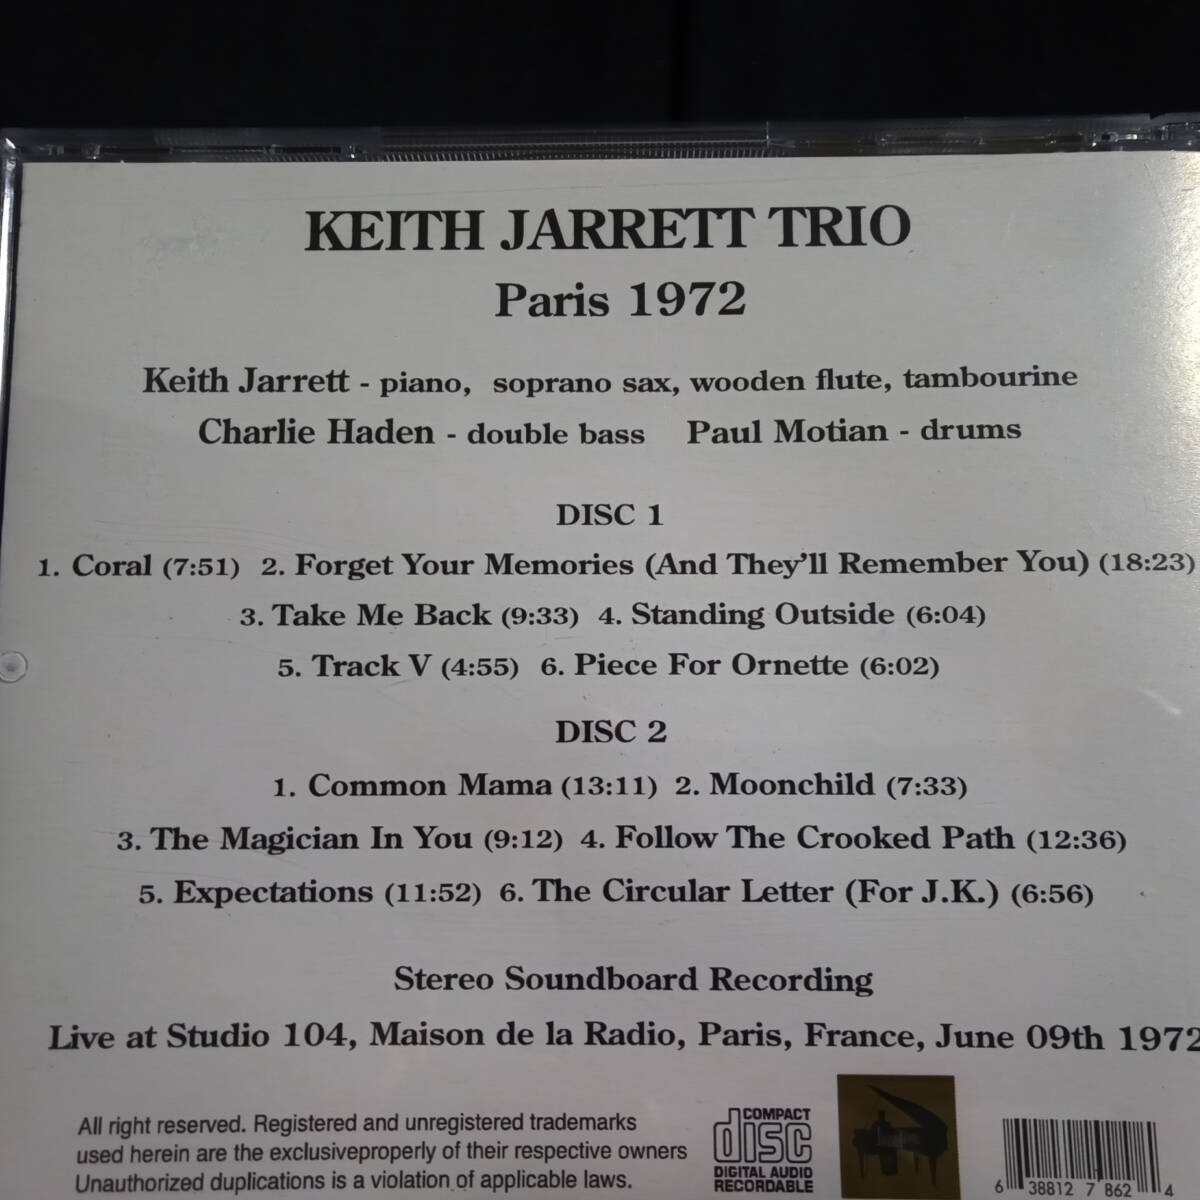 KEITH JARRETT TRIO
Paris 1972
Keith Jarrett - piano, soprano sax, wooden flute, tambourine
Charlie Haden - double bass Paul Motian - drums
DISC 1
1. Coral (7:51) 2. Forget Your Memories (And They'll Remember You) (18:23)
3. Take Me Back (9:33) 4. Standing Outside (6:04)
5. Track V (4:55) 6. Piece For Ornette (6:02)
DISC 2
1. Common Mama (13:11) 2. Moonchild (7:33)
3. The Magician In You (9:12) 4. Follow The Crooked Path (12:36)
5. Expectations (11:52) 6. The Circular Letter (For J.K.) (6:56)
Stereo Soundboard Recording
Live at Studio 104, Maison de la Radio, Paris, France, June 09th 1972
All right reserved. Registered and unregistered trademarks
used herein are the exclusiveproperly of their respective owners
Unauthorized duplications is a violation of applicable laws.
COMPACT
disc
DIGITAL AUDIO
RECORDABLE
6 38812 7 862 4